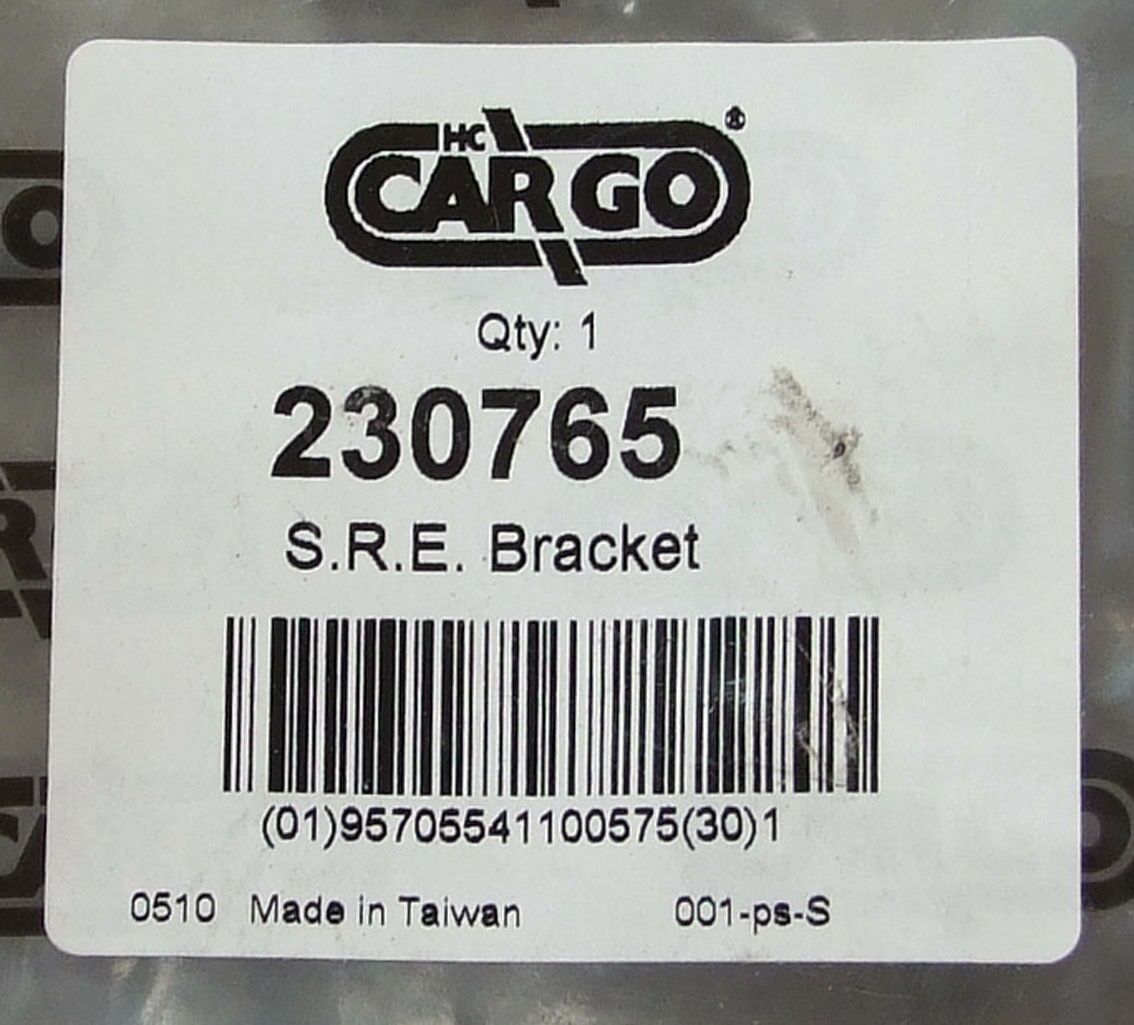 HC
CARGO®
Qty: 1
230765
S.R.E. Bracket
(01)95705541100575(30)1
0510 Made in Taiwan 001-ps-S